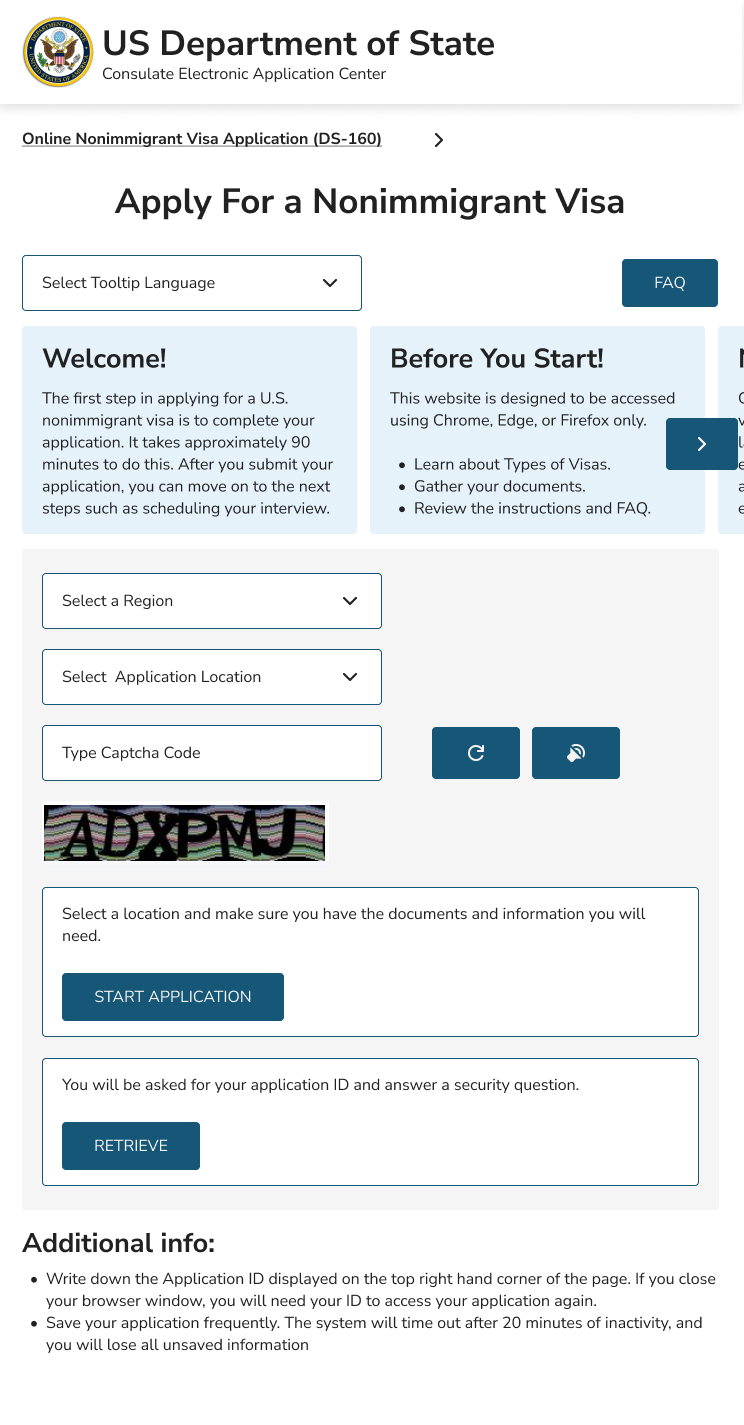 US Department of State
Consulate Electronic Application Center
Online Nonimmigrant Visa Application (DS-160)
Apply For a Nonimmigrant Visa
Select Tooltip Language
FAQ
Welcome!
The first step in applying for a U.S.
nonimmigrant visa is to complete your
application. It takes approximately 90
minutes to do this. After you submit your
application, you can move on to the next
steps such as scheduling your interview.
Before You Start!
This website is designed to be accessed
using Chrome, Edge, or Firefox only.
• Learn about Types of Visas.
• Gather your documents.
• Review the instructions and FAQ.
Select a Region
Select  Application Location
Type Captcha Code
ADXPMJ
Select a location and make sure you have the documents and information you will
need.
START APPLICATION
You will be asked for your application ID and answer a security question.
RETRIEVE
Additional info:
• Write down the Application ID displayed on the top right hand corner of the page. If you close
your browser window, you will need your ID to access your application again.
• Save your application frequently. The system will time out after 20 minutes of inactivity, and
you will lose all unsaved information